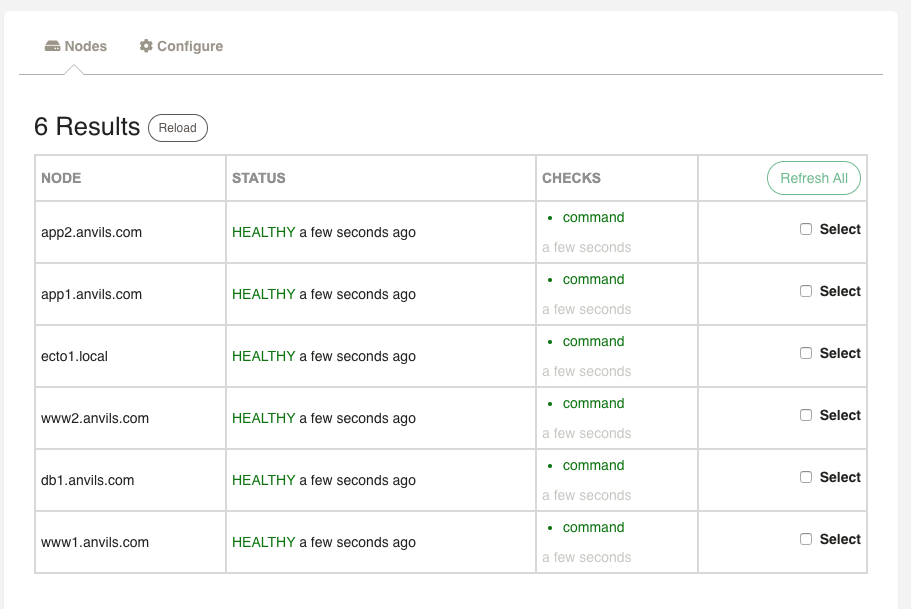 Nodes Configure
6 Results Reload
NODE STATUS CHECKS Refresh All
app2.anvils.com HEALTHY a few seconds ago • command Select
a few seconds
app1.anvils.com HEALTHY a few seconds ago • command Select
a few seconds
ecto1.local HEALTHY a few seconds ago • command Select
a few seconds
www2.anvils.com HEALTHY a few seconds ago • command Select
a few seconds
db1.anvils.com HEALTHY a few seconds ago • command Select
a few seconds
www1.anvils.com HEALTHY a few seconds ago • command Select
a few seconds